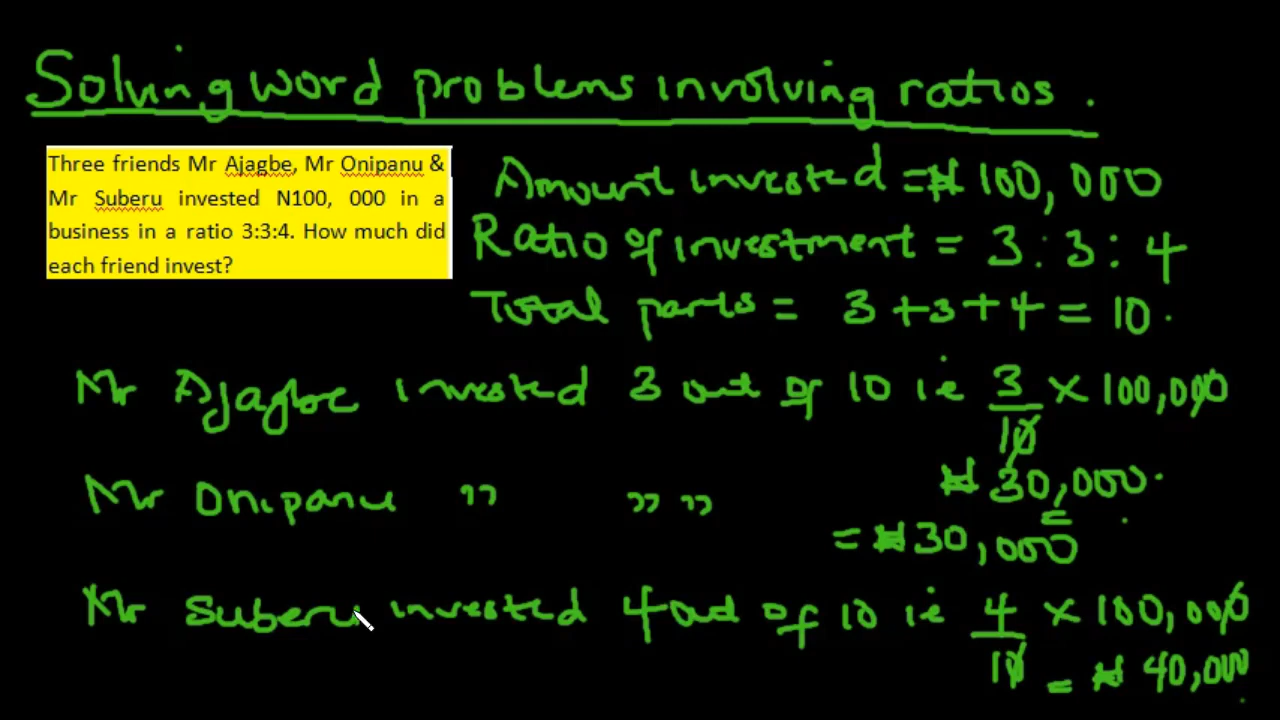 Solving word problems involving ratios.
Three friends Mr Ajagbe, Mr Onipanu &
Mr Suberu invested N100, 000 in a
business in a ratio 3:3:4. How much did
each friend invest?
Amount invested = ₦ 100, 000
Ratio of investment = 3 : 3 : 4
Total parts = 3 + 3 + 4 = 10.
Mr Ajagbe invested 3 out of 10 ie 3/10 × 100,000
₦ 30,000.
Mr Onipanu " " "
= ₦30,000
Mr Suberu invested 4 out of 10 ie 4/10 × 100,000
= ₦ 40,000